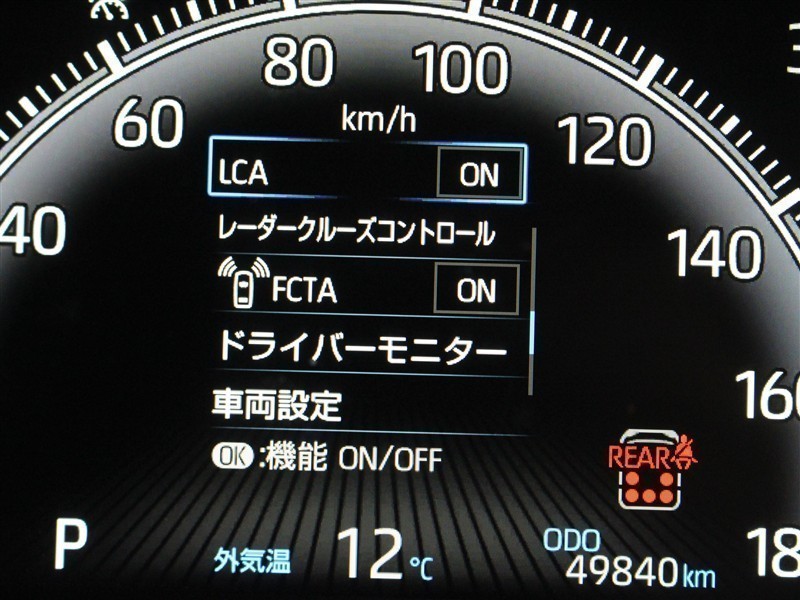 80
100
km/h
60
120
LCA ON
40
レーダークルーズコントロール
140
FCTA ON
ドライバーモニター
車両設定
160
OK :機能 ON/OFF
REAR
P
外気温 12℃
ODO
49840km